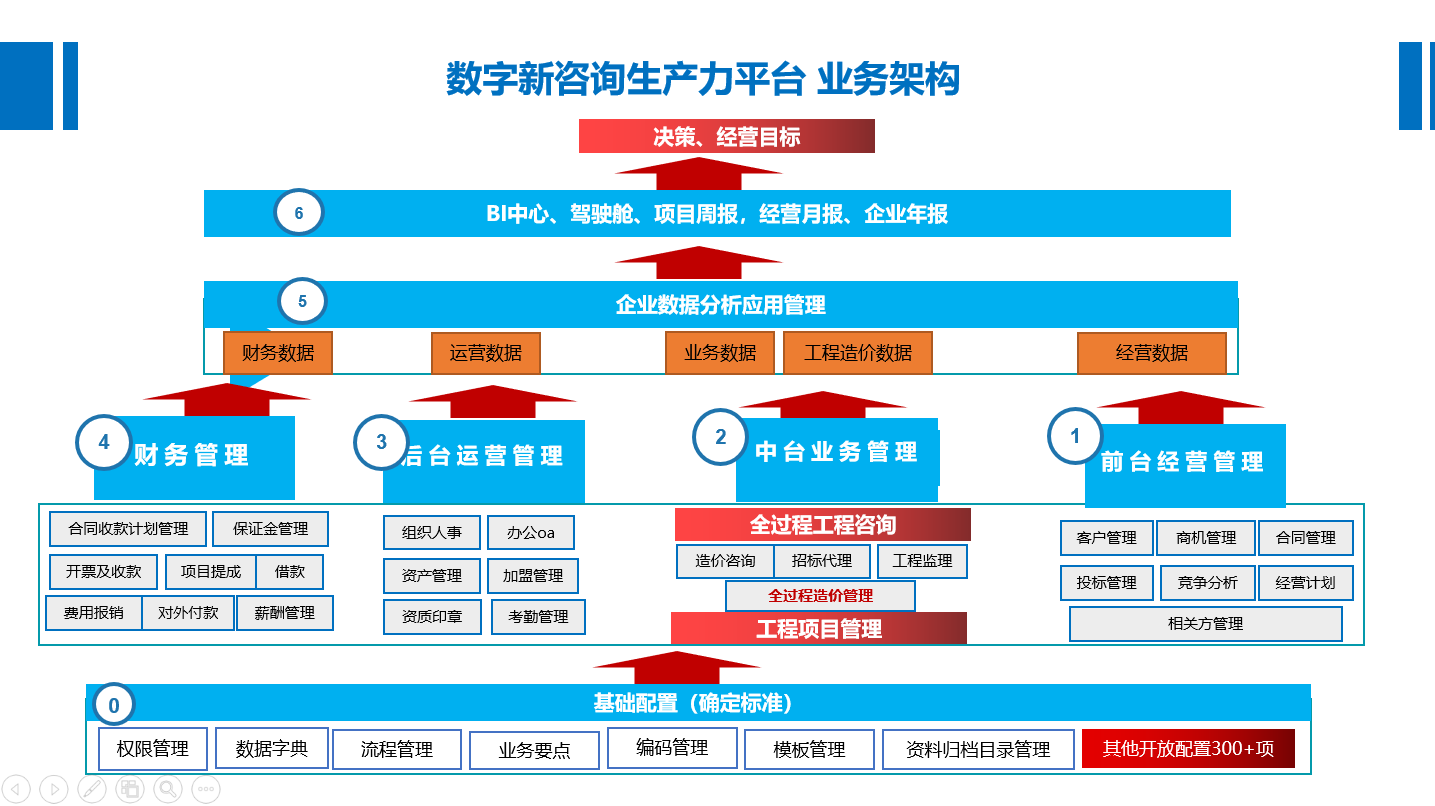 数字新咨询生产力平台 业务架构
决策、经营目标
6
BI中心、驾驶舱、项目周报，经营月报、企业年报
5
企业数据分析应用管理
财务数据
运营数据
业务数据
工程造价数据
经营数据
4
财务管理
3
后台运营管理
2
中台业务管理
1
前台经营管理
合同收款计划管理
保证金管理
开票及收款
项目提成
借款
费用报销
对外付款
薪酬管理
组织人事
办公oa
资产管理
加盟管理
资质印章
考勤管理
全过程工程咨询
造价咨询
招标代理
工程监理
全过程造价管理
工程项目管理
客户管理
商机管理
合同管理
投标管理
竞争分析
经营计划
相关方管理
0
基础配置（确定标准）
权限管理
数据字典
流程管理
业务要点
编码管理
模板管理
资料归档目录管理
其他开放配置300+项